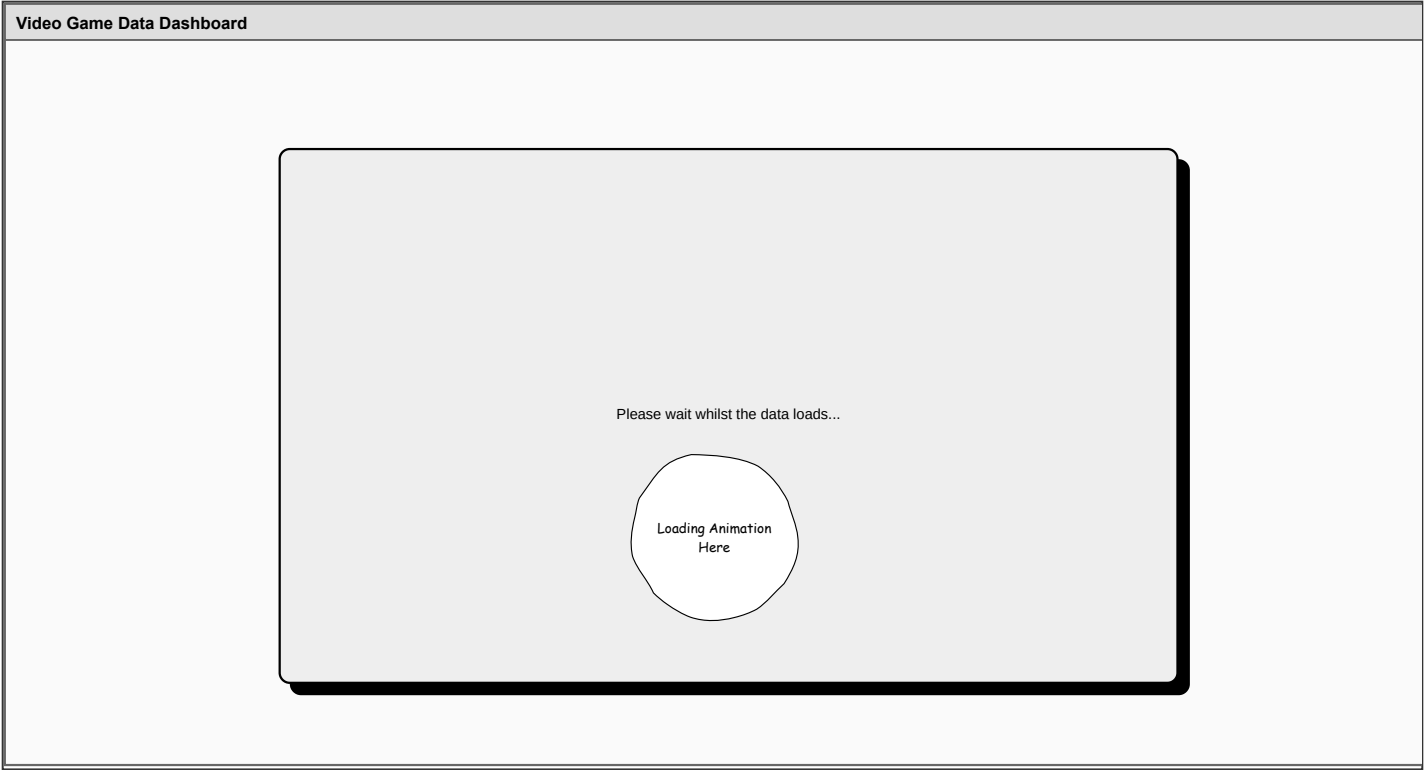 Video Game Data Dashboard
Please wait whilst the data loads...
Loading Animation
Here